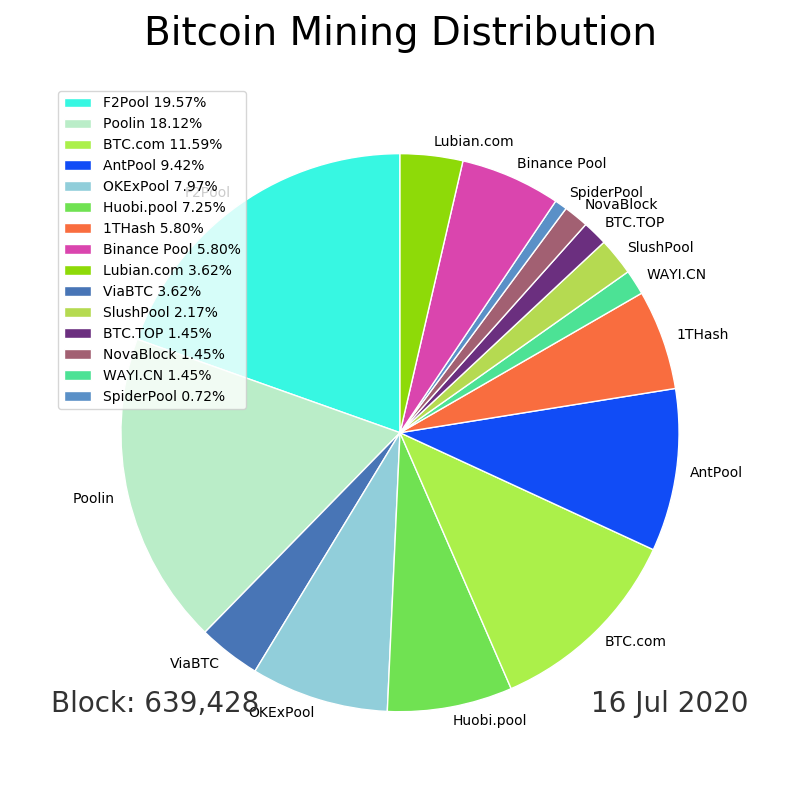 Bitcoin Mining Distribution
F2Pool 19.57%
Poolin 18.12%
BTC.com 11.59%
AntPool 9.42%
OKExPool 7.97%
Huobi.pool 7.25%
1THash 5.80%
Binance Pool 5.80%
Lubian.com 3.62%
ViaBTC 3.62%
SlushPool 2.17%
BTC.TOP 1.45%
NovaBlock 1.45%
WAYI.CN 1.45%
SpiderPool 0.72%
F2Pool
Lubian.com
Binance Pool
SpiderPool
NovaBlock
BTC.TOP
SlushPool
WAYI.CN
1THash
AntPool
BTC.com
Huobi.pool
OKExPool
ViaBTC
Poolin
Block: 639,428
16 Jul 2020